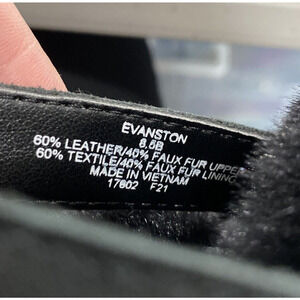 EVANSTON
8.5B
60% LEATHER/40% FAUX FUR UPPER
60% TEXTILE/40% FAUX FUR LINING
MADE IN VIETNAM
17602 F21